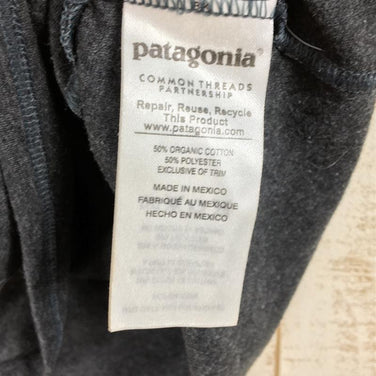 patagonia®
COMMON THREADS
PARTNERSHIP
Repair, Reuse, Recycle
This Product
www.patagonia.com
50% ORGANIC COTTON
50% POLYESTER
EXCLUSIVE OF TRIM
MADE IN MEXICO
FABRIQUÉ AU MEXIQUE
HECHO EN MEXICO